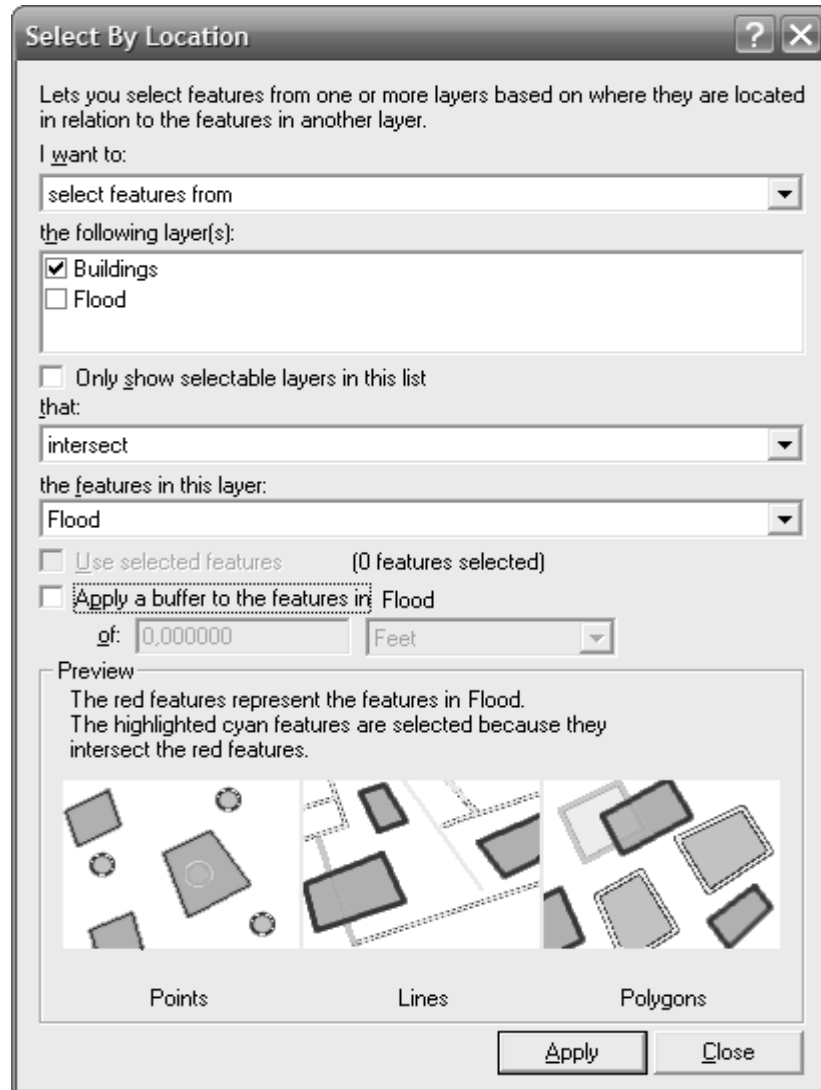 Select By Location
Lets you select features from one or more layers based on where they are located
in relation to the features in another layer.
I want to:
select features from
the following layer(s):
Buildings
Flood
Only show selectable layers in this list
that:
intersect
the features in this layer:
Flood
Use selected features (0 features selected)
Apply a buffer to the features in Flood
of: 0,000000 Feet
Preview
The red features represent the features in Flood.
The highlighted cyan features are selected because they
intersect the red features.
Points Lines Polygons
Apply Close